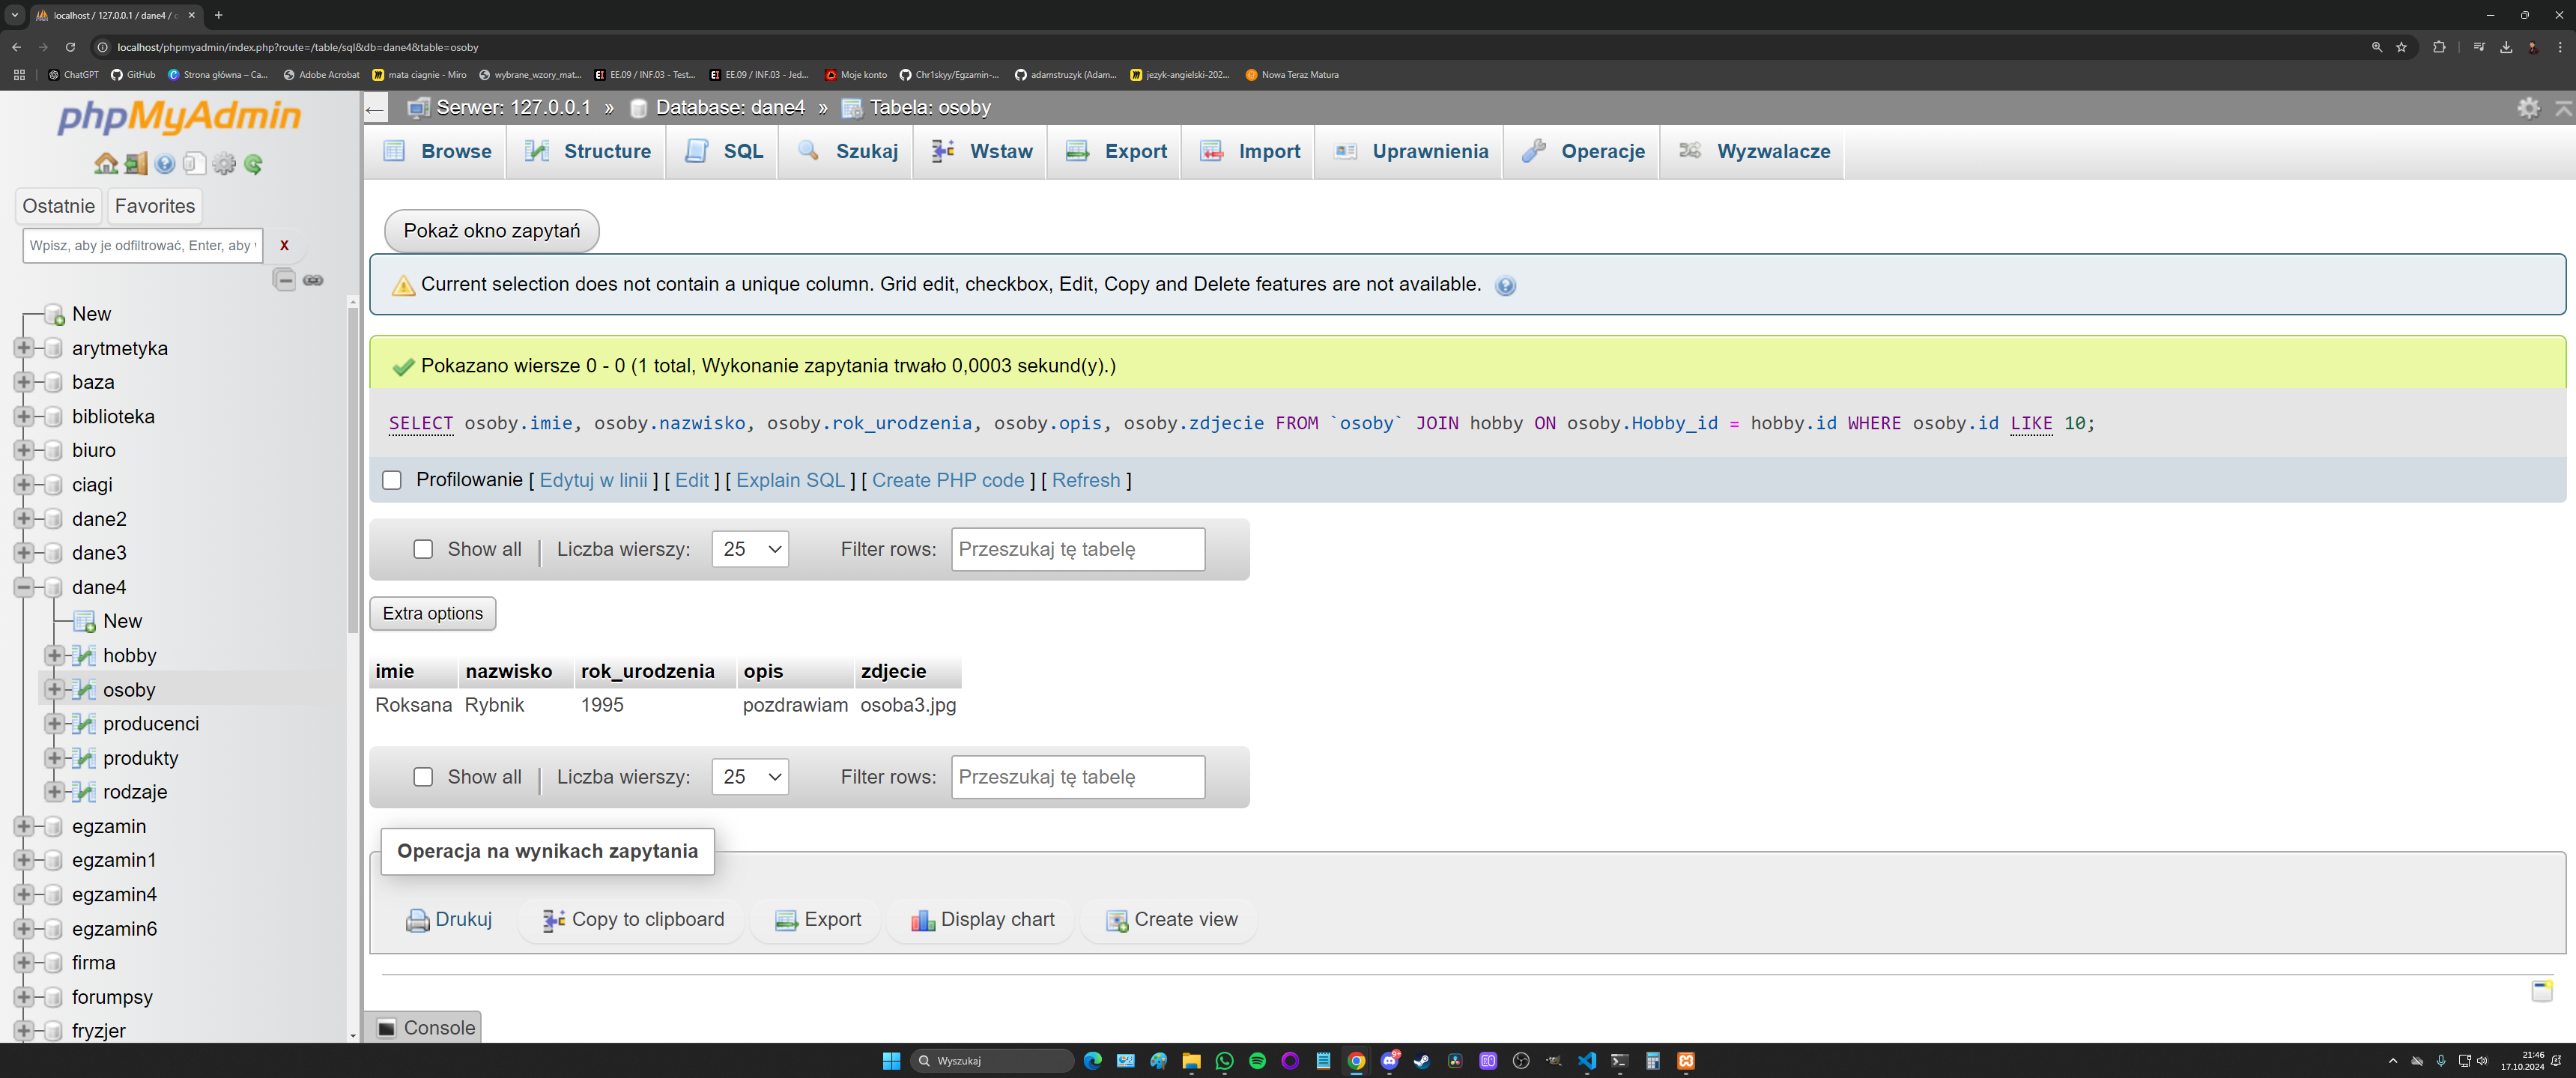 localhost / 127.0.0.1 / dane4 / o
localhost/phpmyadmin/index.php?route=/table/sql&db=dane4&table=osoby
ChatGPT
GitHub
Strona główna – Ca...
Adobe Acrobat
mata ciagnie - Miro
wybrane_wzory_mat...
EE.09 / INF.03 - Test...
EE.09 / INF.03 - Jed...
Moje konto
Chr1skyy/Egzamin-...
adamstruzyk (Adam...
jezyk-angielski-202...
Nowa Teraz Matura
phpMyAdmin
Ostatnie
Favorites
Wpisz, aby je odfiltrować, Enter, aby
X
New
arytmetyka
baza
biblioteka
biuro
ciagi
dane2
dane3
dane4
New
hobby
osoby
producenci
produkty
rodzaje
egzamin
egzamin1
egzamin4
egzamin6
firma
forumpsy
fryzjer
Serwer: 127.0.0.1 » Database: dane4 » Tabela: osoby
Browse
Structure
SQL
Szukaj
Wstaw
Export
Import
Uprawnienia
Operacje
Wyzwalacze
Pokaż okno zapytań
Current selection does not contain a unique column. Grid edit, checkbox, Edit, Copy and Delete features are not available.
Pokazano wiersze 0 - 0 (1 total, Wykonanie zapytania trwało 0,0003 sekund(y).)
SELECT osoby.imie, osoby.nazwisko, osoby.rok_urodzenia, osoby.opis, osoby.zdjecie FROM `osoby` JOIN hobby ON osoby.Hobby_id = hobby.id WHERE osoby.id LIKE 10;
Profilowanie [ Edytuj w linii ] [ Edit ] [ Explain SQL ] [ Create PHP code ] [ Refresh ]
Show all | Liczba wierszy: 25 Filter rows: Przeszukaj tę tabelę
Extra options
imie nazwisko rok_urodzenia opis zdjecie
Roksana Rybnik 1995 pozdrawiam osoba3.jpg
Show all | Liczba wierszy: 25 Filter rows: Przeszukaj tę tabelę
Operacja na wynikach zapytania
Drukuj
Copy to clipboard
Export
Display chart
Create view
Console
Wyszukaj
9+
21:46
17.10.2024